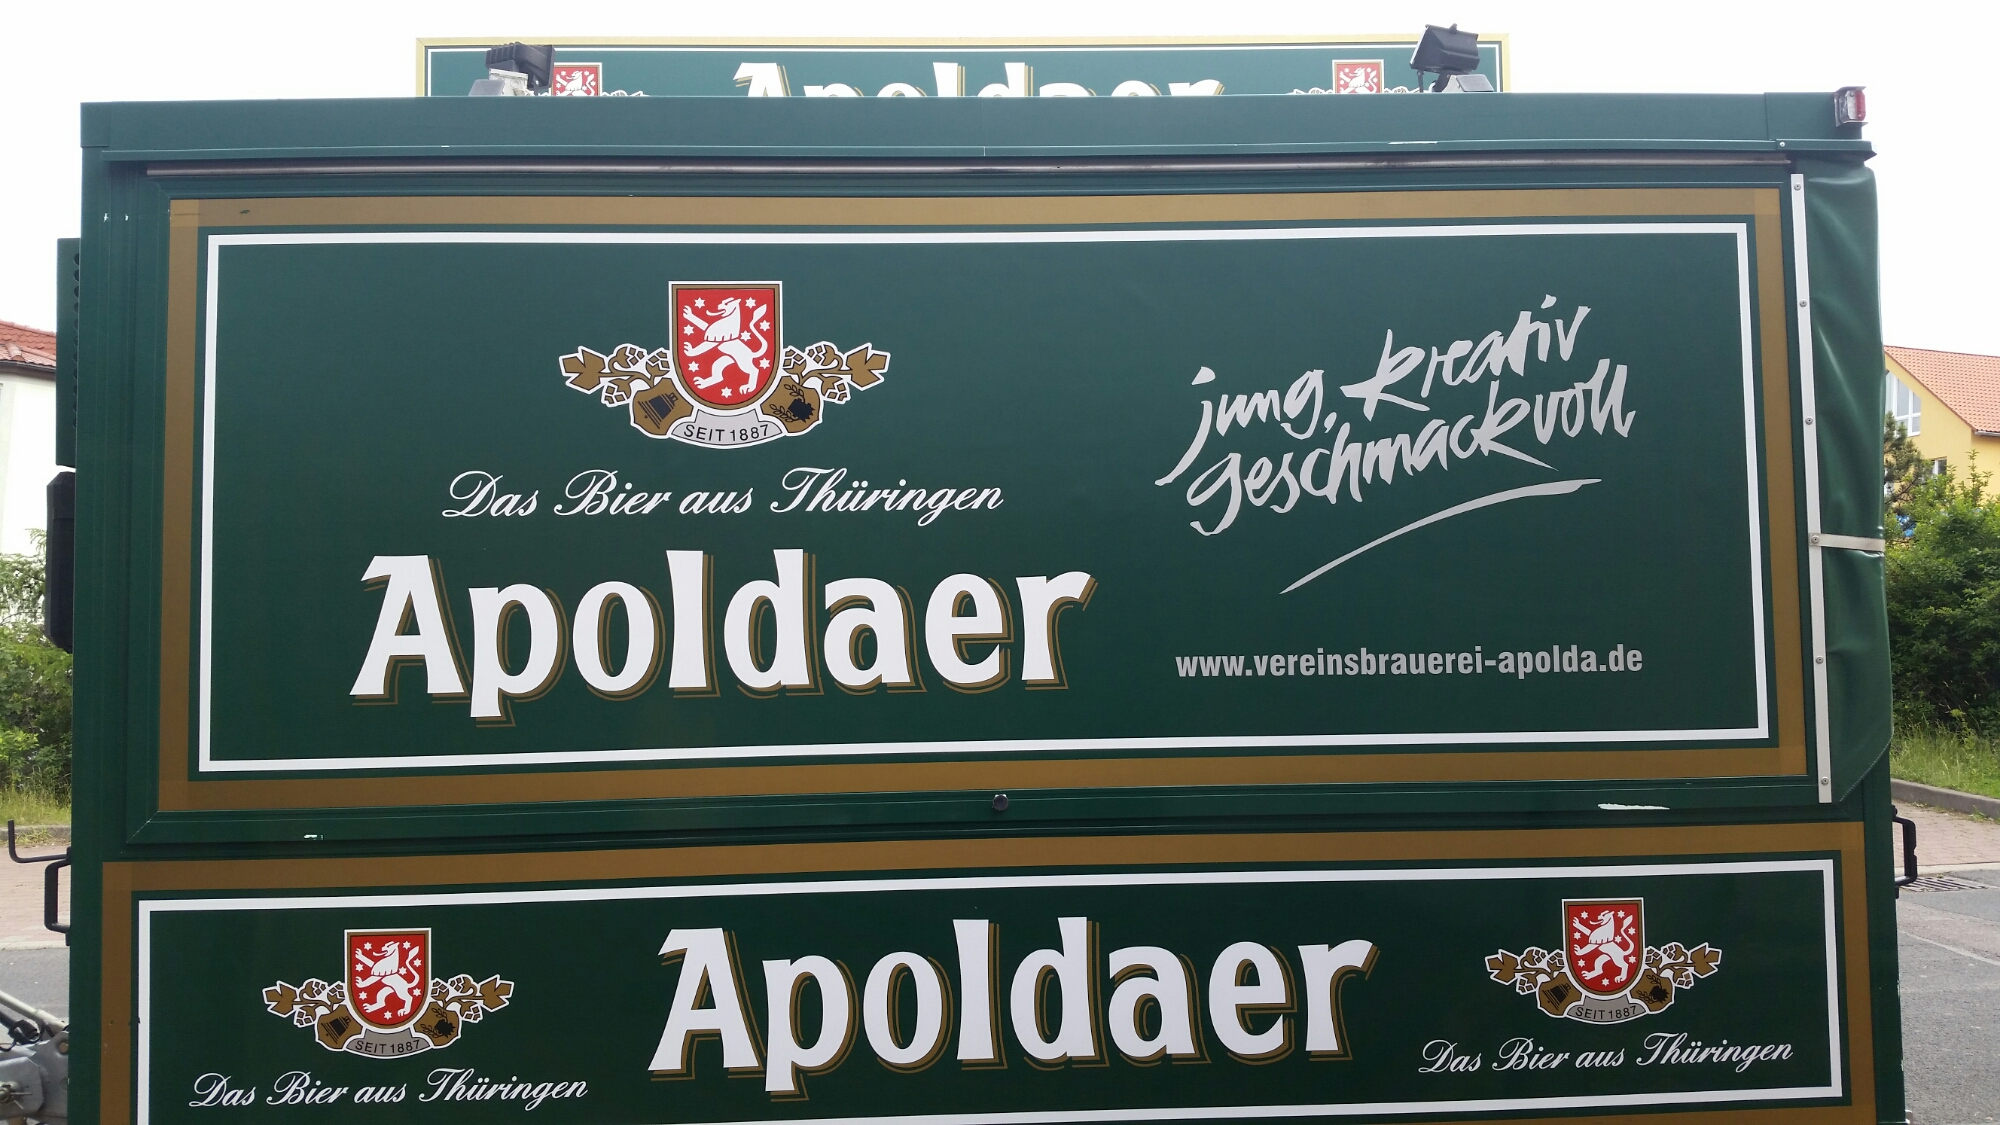 Apoldaer
SEIT 1887
Das Bier aus Thüringen
Apoldaer
jung, kreativ
geschmackvoll
www.vereinsbrauerei-apolda.de
SEIT 1887
Das Bier aus Thüringen
Apoldaer
SEIT 1887
Das Bier aus Thüringen